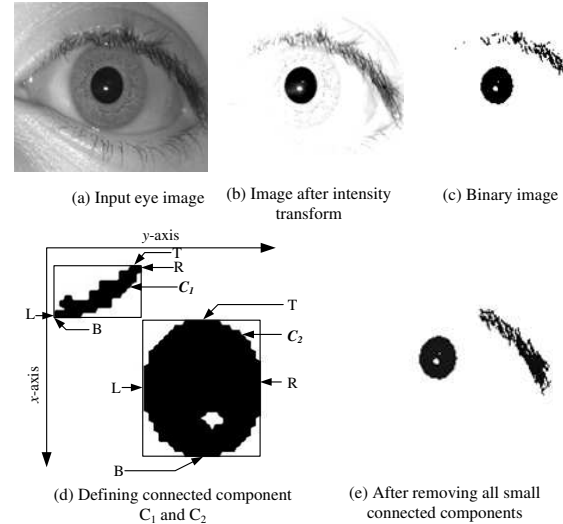 (a) Input eye image
(b) Image after intensity
transform
(c) Binary image
y-axis
T
R
C1
L
B
x-axis
T
C2
L
R
B
(d) Defining connected component
C1 and C2
(e) After removing all small
connected components